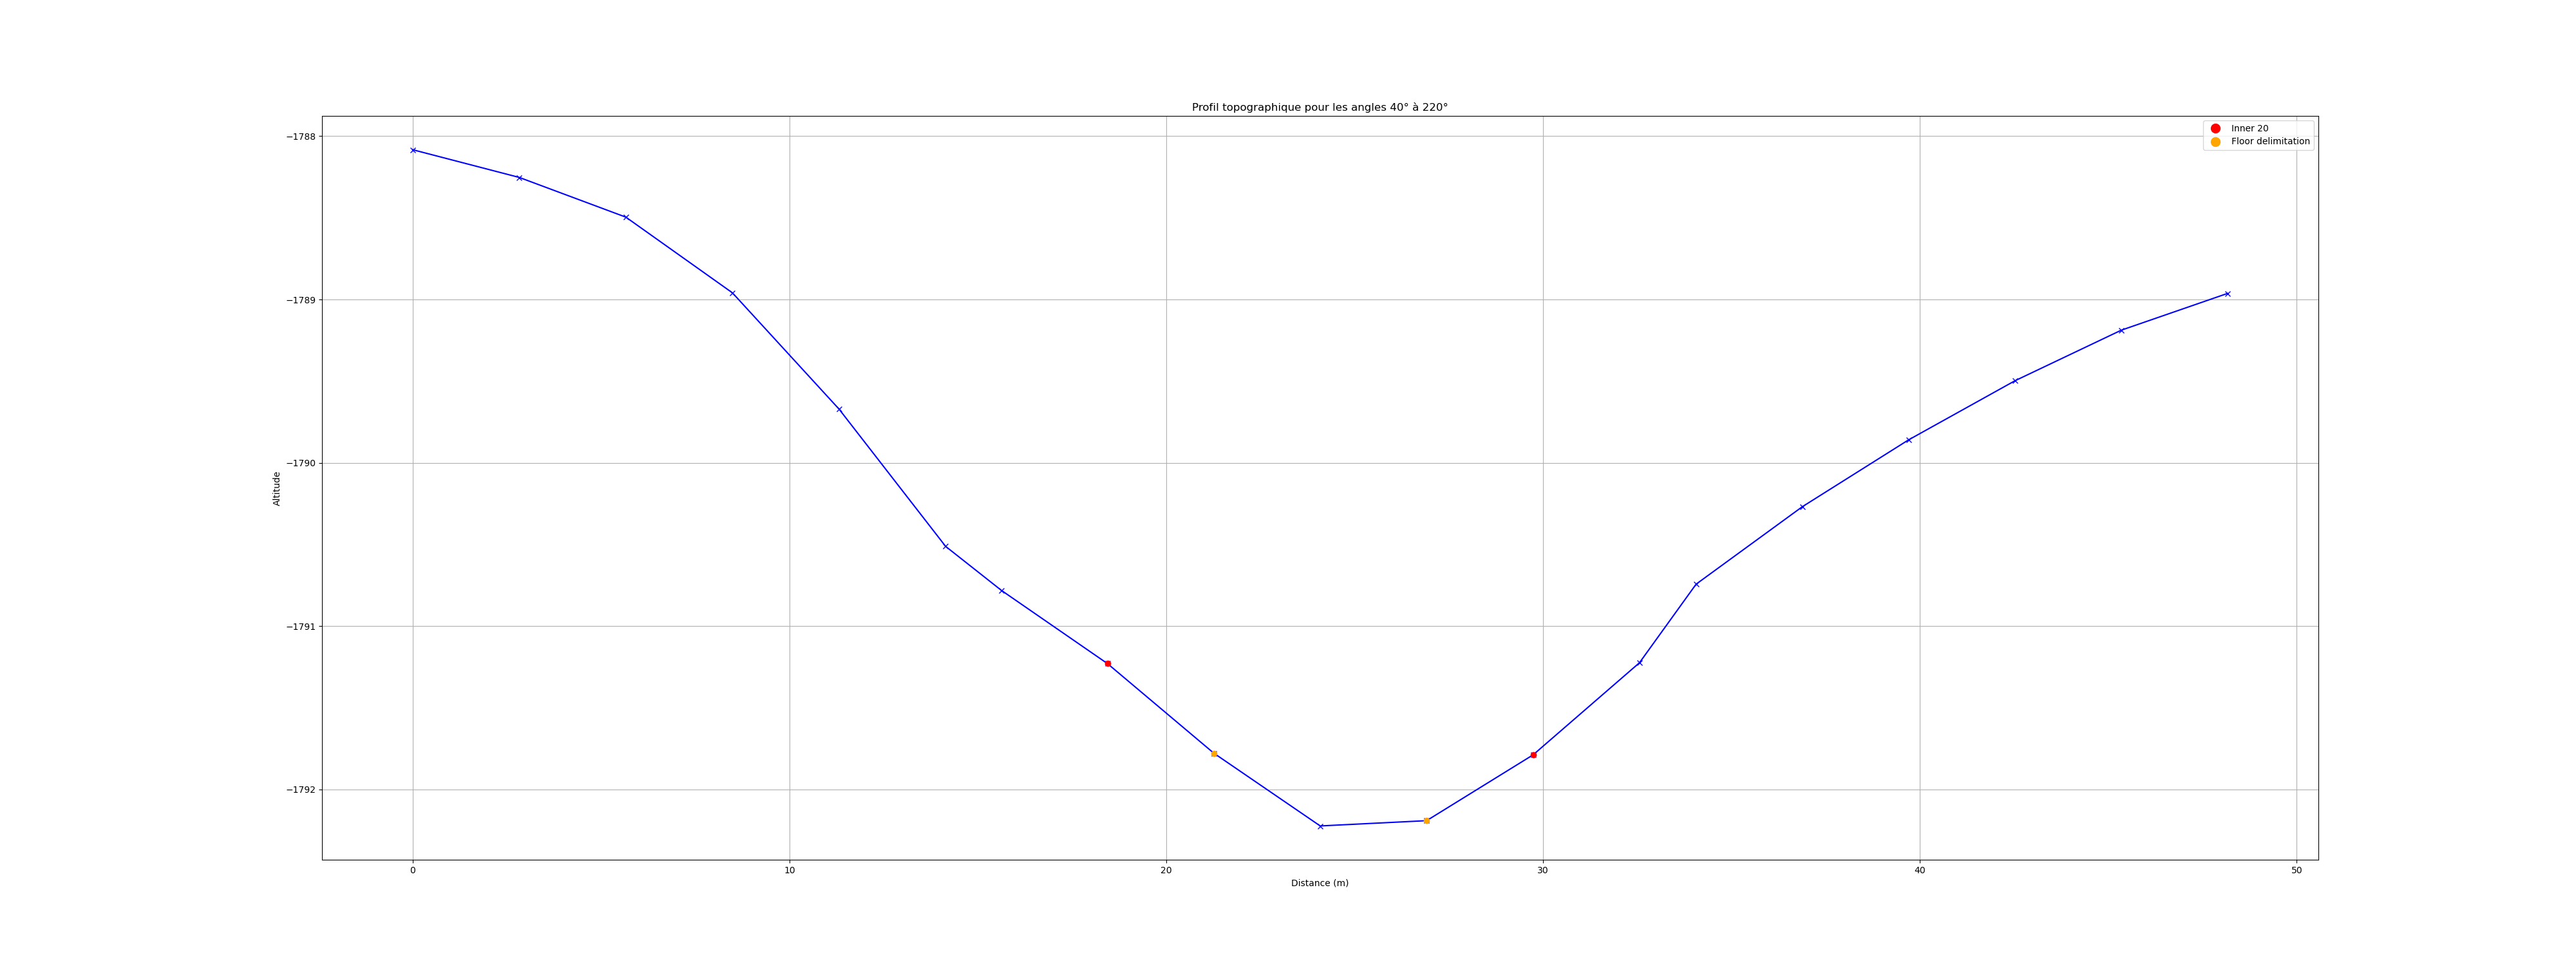 Profil topographique pour les angles 40° à 220°
Inner 20
Floor delimitation
−1788
−1789
−1790
−1791
−1792
Altitude
0 10 20 30 40 50
Distance (m)